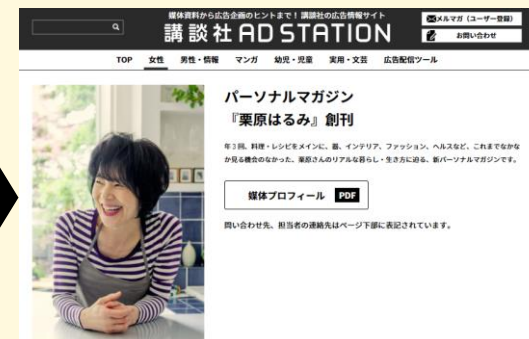 媒体資料から広告企画のヒントまで！ 講談社の広告情報サイト
講談社 AD STATION
メルマガ（ユーザー登録）
お問い合わせ
TOP 女性 男性・情報 マンガ 幼児・児童 実用・文芸 広告配信ツール
パーソナルマガジン
『栗原はるみ』創刊
年3回、料理・レシピをメインに、器、インテリア、ファッション、ヘルスなど、これまでなかな
か見る機会のなかった、栗原さんのリアルな暮らし・生き方に迫る、新パーソナルマガジンです。
媒体プロフィール PDF
問い合わせ先、担当者の連絡先はページ下部に表記されています。